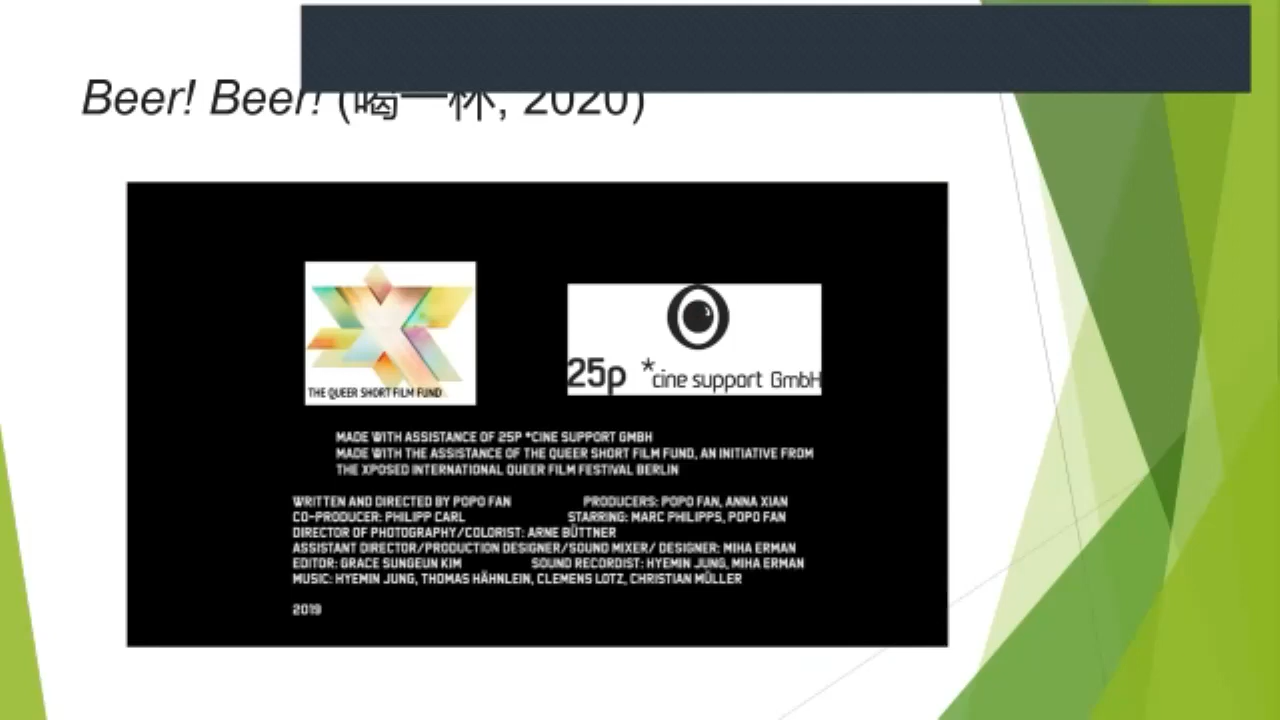 Beer! Beer! (喝一杯, 2020)
THE QUEER SHORT FILM FUND
25p *cine support GmbH
MADE WITH ASSISTANCE OF 25P *CINE SUPPORT GMBH
MADE WITH THE ASSISTANCE OF THE QUEER SHORT FILM FUND, AN INITIATIVE FROM
THE XPOSED INTERNATIONAL QUEER FILM FESTIVAL BERLIN
WRITTEN AND DIRECTED BY POPO FAN PRODUCERS: POPO FAN, ANNA XIAN
CO-PRODUCER: PHILIPP CARL STARRING: MARC PHILIPPS, POPO FAN
DIRECTOR OF PHOTOGRAPHY/COLORIST: ARNE BÜTTNER
ASSISTANT DIRECTOR/PRODUCTION DESIGNER/SOUND MIXER/ DESIGNER: MIHA ERMAN
EDITOR: GRACE SUNGEUN KIM SOUND RECORDIST: HYEMIN JUNG, MIHA ERMAN
MUSIC: HYEMIN JUNG, THOMAS HÄHNLEIN, CLEMENS LOTZ, CHRISTIAN MÜLLER
2019